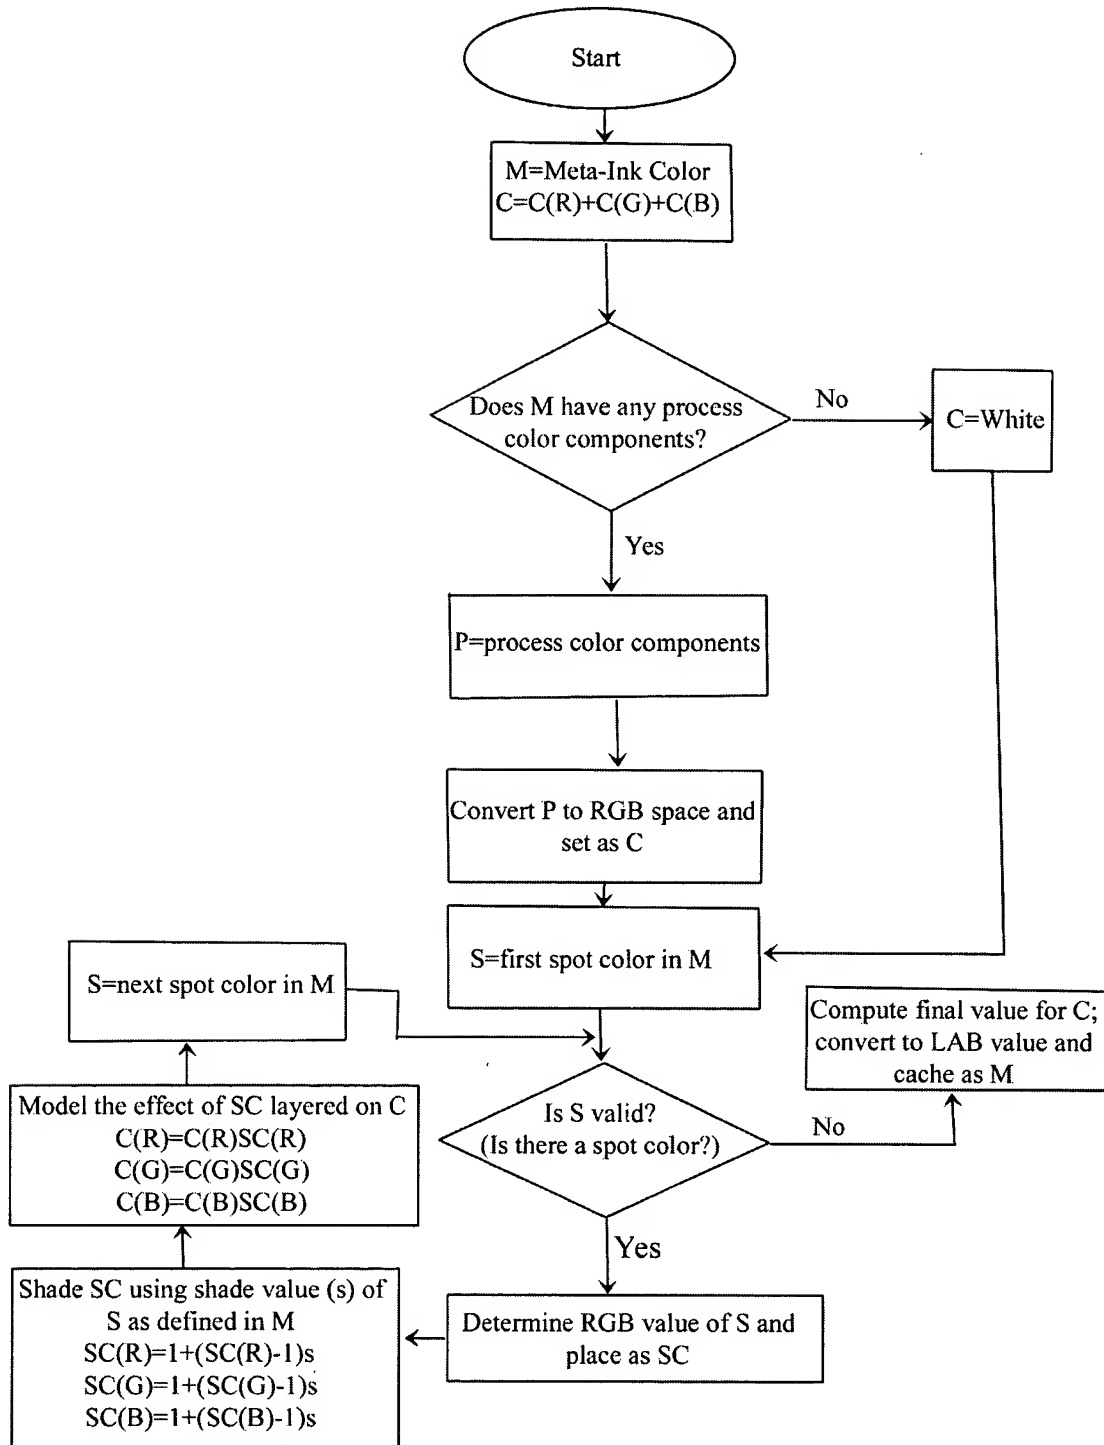 Start
M=Meta-Ink Color
C=C(R)+C(G)+C(B)
Does M have any process
color components?
No
C=White
Yes
P=process color components
Convert P to RGB space and
set as C
S=first spot color in M
S=next spot color in M
Compute final value for C;
convert to LAB value and
cache as M
Is S valid?
(Is there a spot color?)
No
Yes
Model the effect of SC layered on C
C(R)=C(R)SC(R)
C(G)=C(G)SC(G)
C(B)=C(B)SC(B)
Determine RGB value of S and
place as SC
Shade SC using shade value (s) of
S as defined in M
SC(R)=1+(SC(R)-1)s
SC(G)=1+(SC(G)-1)s
SC(B)=1+(SC(B)-1)s